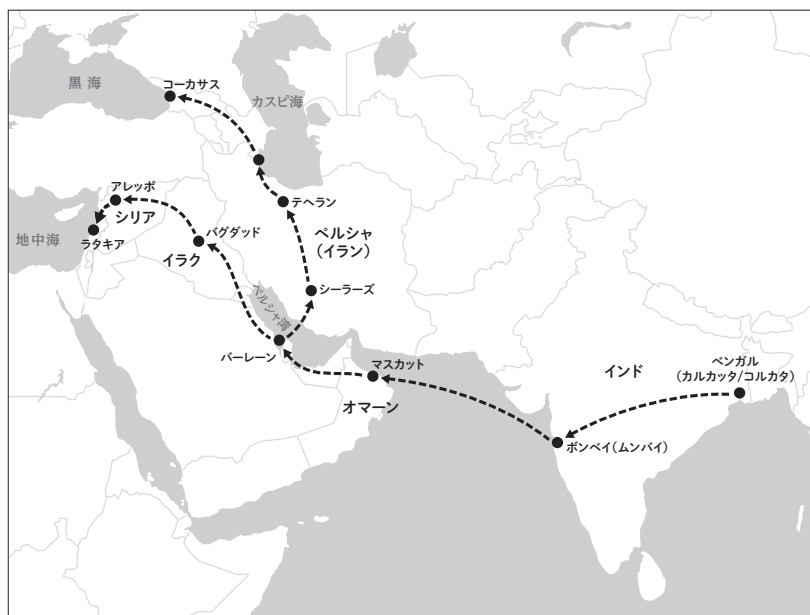 黒海
コーカサス
カスピ海
アレッポ
シリア
テヘラン
地中海
ラタキア
バグダッド
イラク
ペルシャ
（イラン）
シーラーズ
ペルシャ湾
バーレーン
マスカット
オマーン
インド
ベンガル
（カルカッタ/コルカタ）
ボンベイ（ムンバイ）